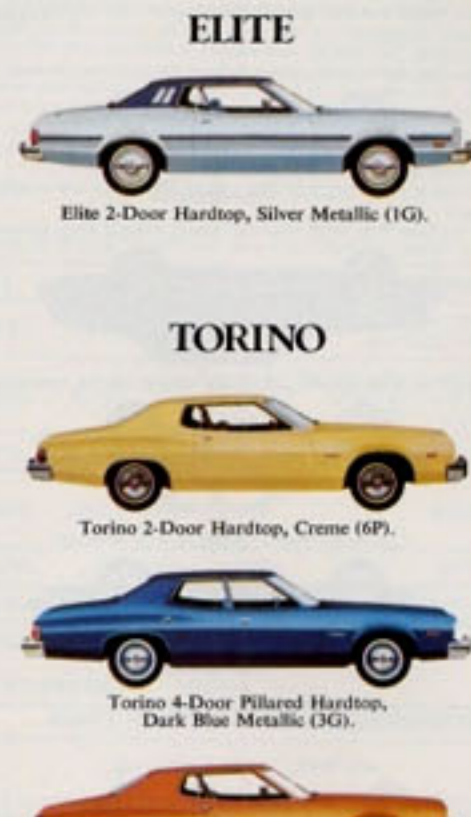 ELITE
Elite 2-Door Hardtop, Silver Metallic (1G).
TORINO
Torino 2-Door Hardtop, Creme (6P).
Torino 4-Door Pillared Hardtop,
Dark Blue Metallic (3G).